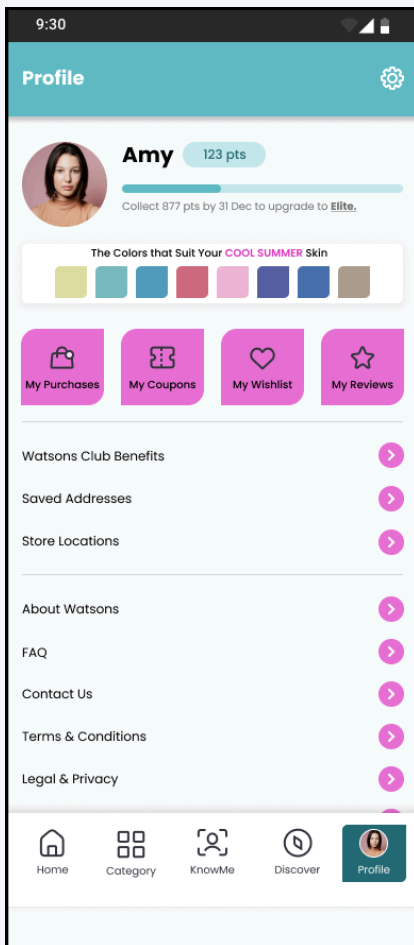 9:30
Profile
Amy
123 pts
Collect 877 pts by 31 Dec to upgrade to Elite.
The Colors that Suit Your COOL SUMMER Skin
My Purchases
My Coupons
My Wishlist
My Reviews
Watsons Club Benefits
Saved Addresses
Store Locations
About Watsons
FAQ
Contact Us
Terms & Conditions
Legal & Privacy
Home
Category
KnowMe
Discover
Profile